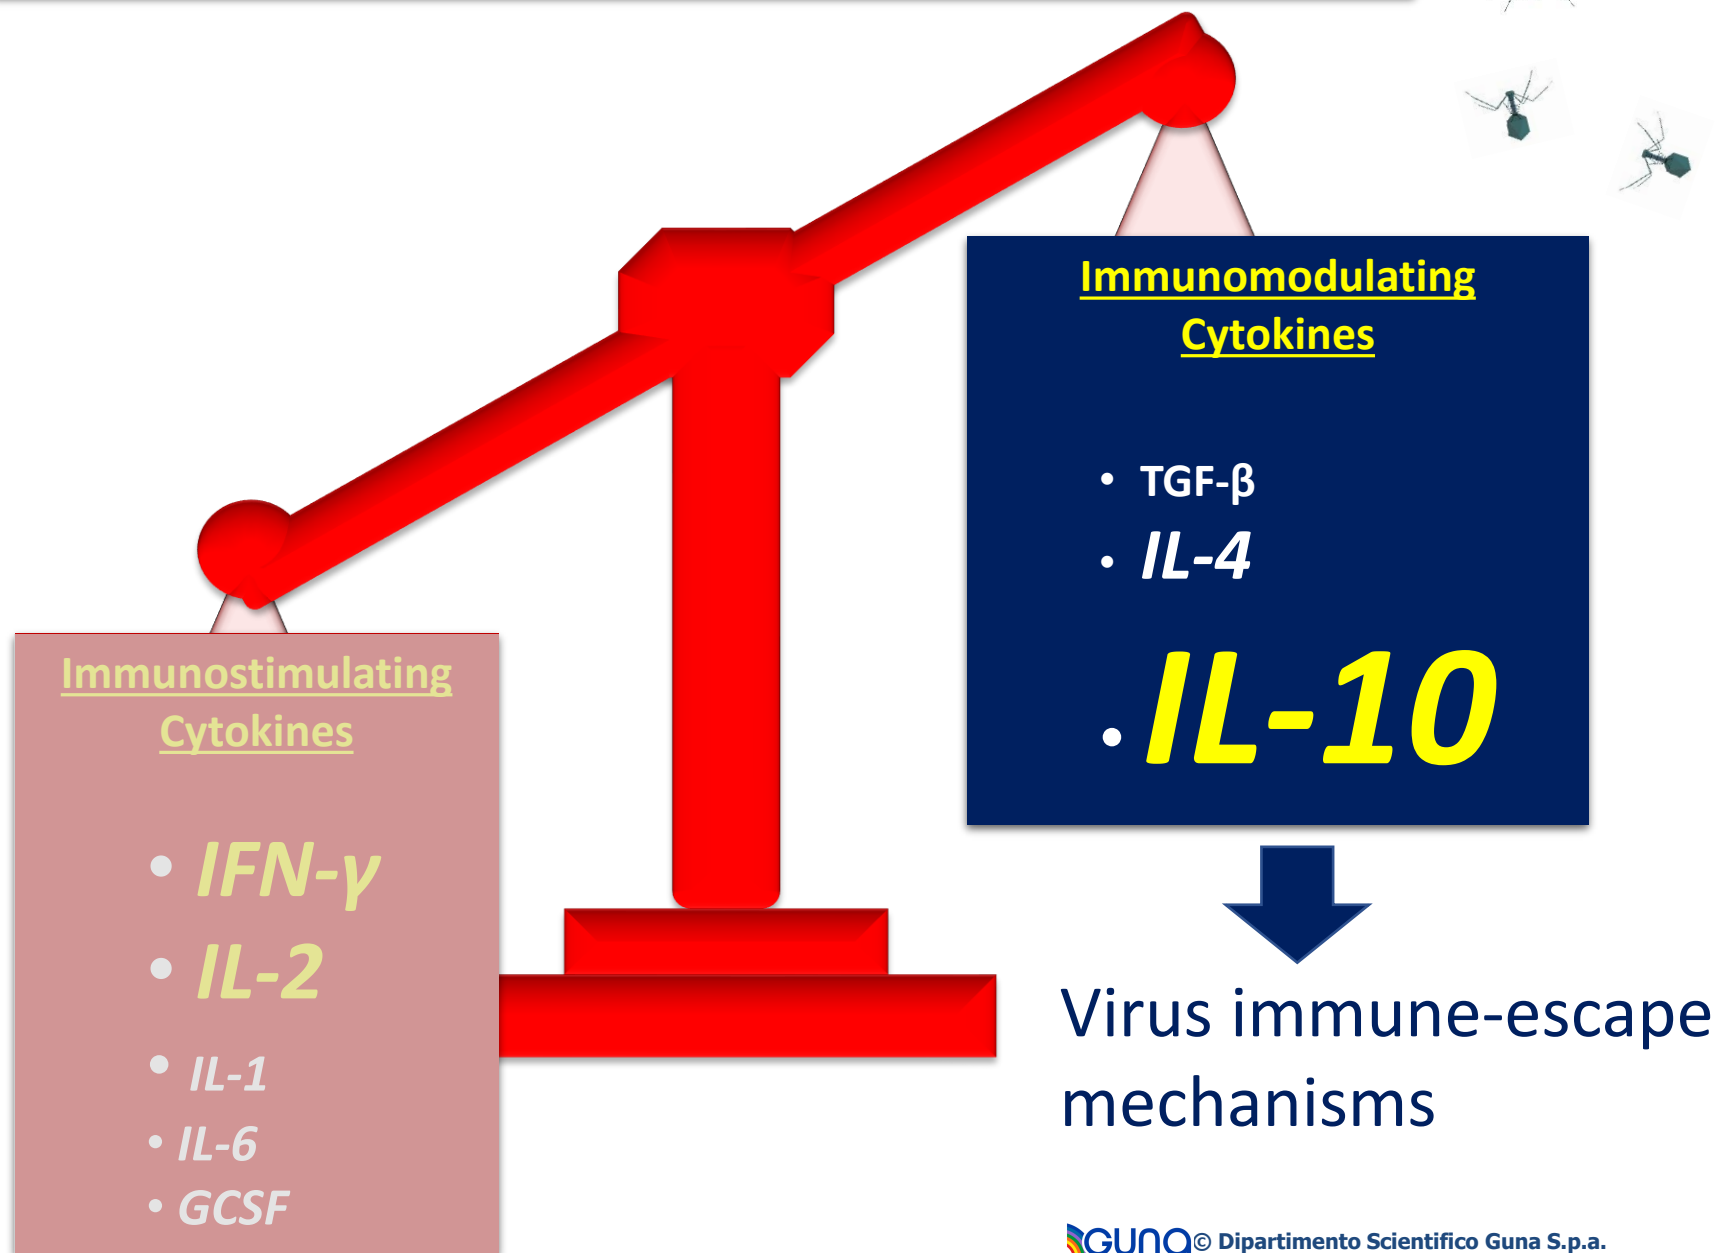 Immunomodulating
Cytokines
• TGF-β
• IL-4
• IL-10
Immunostimulating
Cytokines
• IFN-γ
• IL-2
• IL-1
• IL-6
• GCSF
Virus immune-escape
mechanisms
GUNA © Dipartimento Scientifico Guna S.p.a.